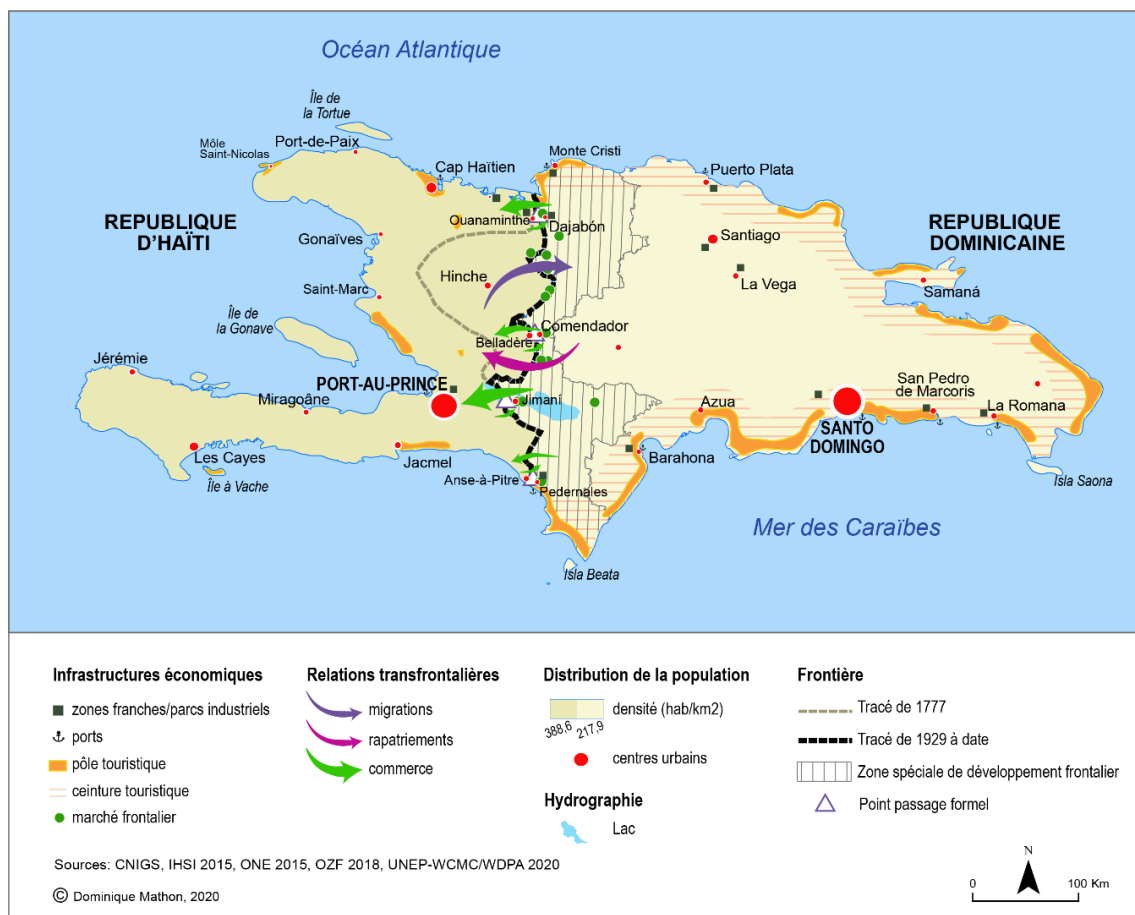 Océan Atlantique
Île de
la Tortue
Môle
Saint-Nicolas
Port-de-Paix
Cap Haïtien
Monte Cristi
Puerto Plata
REPUBLIQUE
D'HAÏTI
Ouanaminthe
Dajabón
REPUBLIQUE
DOMINICAINE
Gonaïves
Santiago
Hinche
La Vega
Saint-Marc
Samaná
Île de
la Gonave
Comendador
Belladère
Jérémie
PORT-AU-PRINCE
Miragoâne
Jimaní
Azua
San Pedro
de Marcoris
La Romana
SANTO
DOMINGO
Les Cayes
Jacmel
Barahona
Île à Vache
Anse-à-Pitre
Pedernales
Isla Saona
Mer des Caraïbes
Isla Beata
Infrastructures économiques
zones franches/parcs industriels
ports
pôle touristique
ceinture touristique
marché frontalier
Relations transfrontalières
migrations
rapatriements
commerce
Distribution de la population
densité (hab/km2)
388,6 217,9
centres urbains
Hydrographie
Lac
Frontière
Tracé de 1777
Tracé de 1929 à date
Zone spéciale de développement frontalier
Point passage formel
Sources: CNIGS, IHSI 2015, ONE 2015, OZF 2018, UNEP-WCMC/WDPA 2020
© Dominique Mathon, 2020
N
0 100 Km